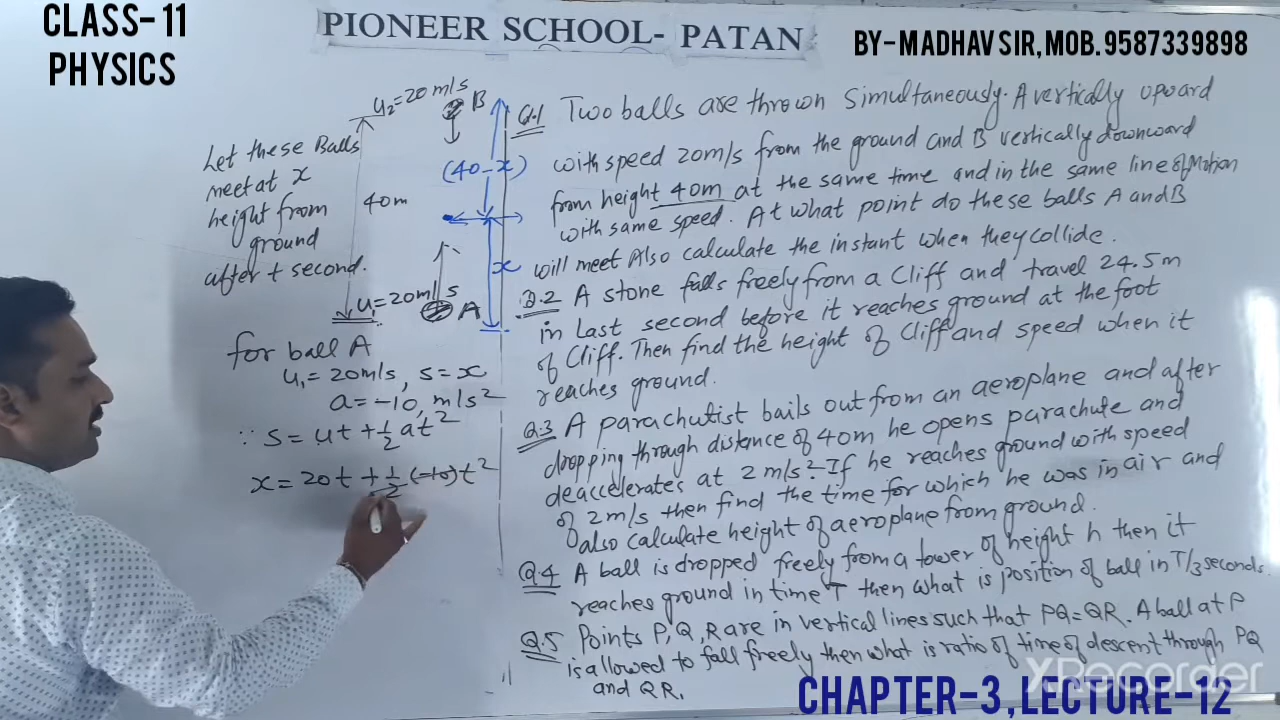 CLASS-11
PHYSICS
PIONEER SCHOOL- PATAN
BY-MADHAV SIR, MOB. 9587339898
Let these Balls
meet at x
height from
ground
after t second.
u₂=20m/s
B
40m
(40-x)
x
u₁=20m/s
A
for ball A
u₁=20m/s, s=x
a=-10, m/s²
∵ s=ut+½at²
x=20t+½(-10)t²
Q.1 Two balls are thrown simultaneously. A vertically upward
with speed 20m/s from the ground and B vertically downward
from height 40m at the same time and in the same line of Motion
with same speed. At what point do these balls A and B
will meet Also calculate the instant when they collide.
Q.2 A stone falls freely from a Cliff and travel 24.5m
in Last second before it reaches ground at the foot
of Cliff. Then find the height of Cliff and speed when it
reaches ground.
Q.3 A parachutist bails out from an aeroplane and after
dropping through distance of 40m he opens parachute and
deaccelerates at 2 m/s². If he reaches ground with speed
of 2m/s then find the time for which he was in air and
also calculate height of aeroplane from ground.
Q.4 A ball is dropped freely from a tower of height h then it
reaches ground in time T then what is position of ball in T/3 seconds.
Q.5 Points P, Q, R are in vertical lines such that PQ=QR. A ball at P
is allowed to fall freely then what is ratio of time of descent through PQ
and QR.
XRecorder
CHAPTER-3, LECTURE-12